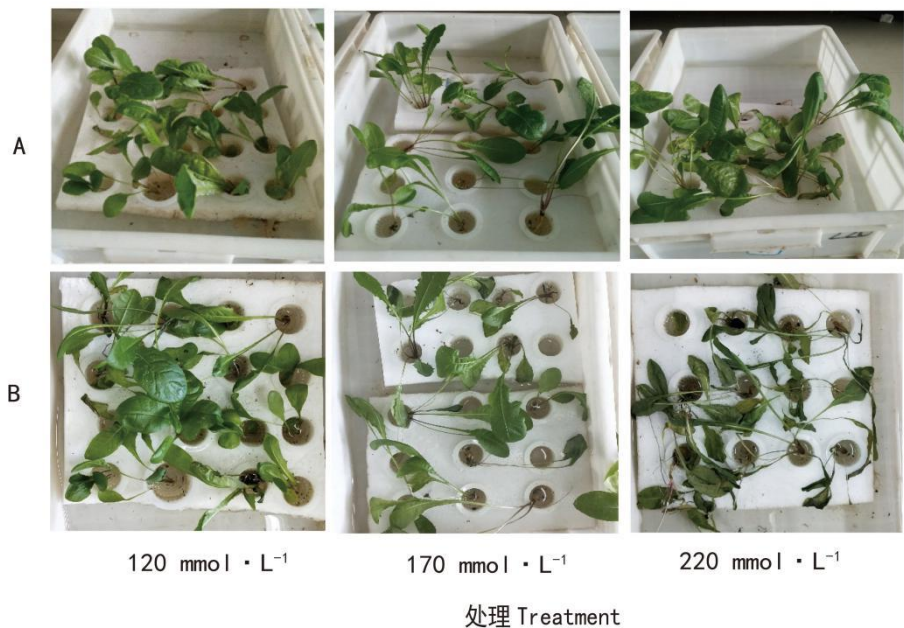 A
B
120 mmol · L⁻¹
170 mmol · L⁻¹
220 mmol · L⁻¹
处理 Treatment